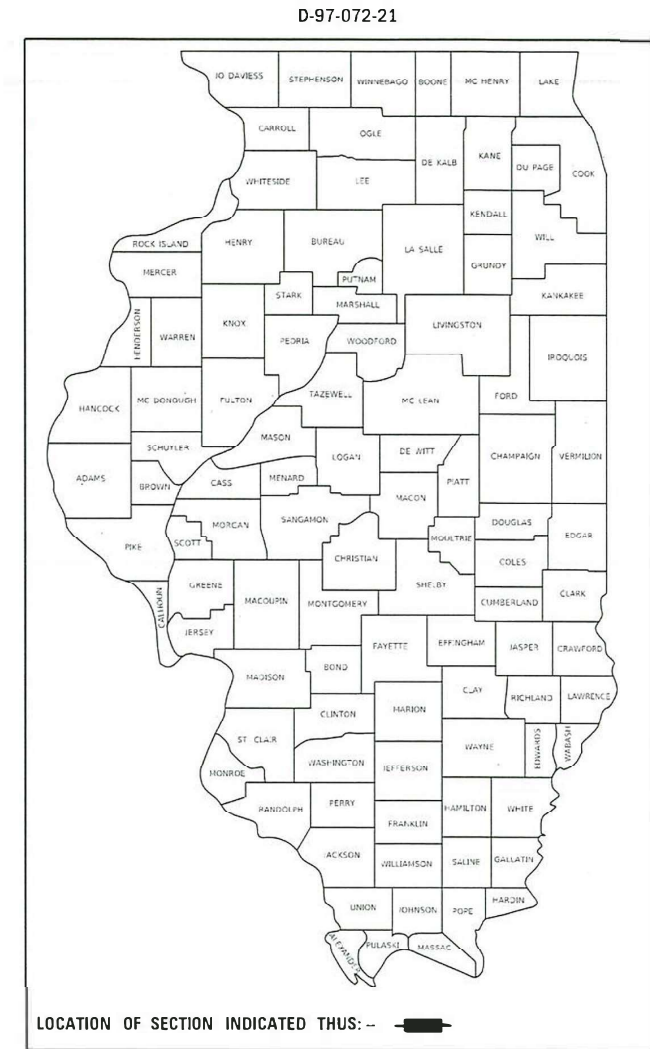 D-97-072-21
JO DAVIESS STEPHENSON WINNEBAGO BOONE MC HENRY LAKE
CARROLL OGLE DE KALB KANE DU PAGE COOK
WHITESIDE LEE
KENDALL
ROCK ISLAND HENRY BUREAU LA SALLE WILL
MERCER PUTNAM GRUNDY
STARK MARSHALL KANKAKEE
HENDERSON WARREN KNOX PEORIA WOODFORD LIVINGSTON IROQUOIS
HANCOCK MC DONOUGH FULTON TAZEWELL MC LEAN FORD
SCHUYLER MASON LOGAN DE WITT CHAMPAIGN VERMILION
ADAMS BROWN CASS MENARD MACON PIATT
PIKE SCOTT MORGAN SANGAMON CHRISTIAN MOULTRIE DOUGLAS EDGAR
COLES
CALHOUN GREENE MACOUPIN MONTGOMERY SHELBY CUMBERLAND CLARK
JERSEY FAYETTE EFFINGHAM JASPER CRAWFORD
MADISON BOND CLAY RICHLAND LAWRENCE
CLINTON MARION
ST CLAIR WASHINGTON JEFFERSON WAYNE EDWARDS WABASH
MONROE
RANDOLPH PERRY FRANKLIN HAMILTON WHITE
JACKSON WILLIAMSON SALINE GALLATIN
UNION JOHNSON POPE HARDIN
ALEXANDER PULASKI MASSAC
LOCATION OF SECTION INDICATED THUS: –